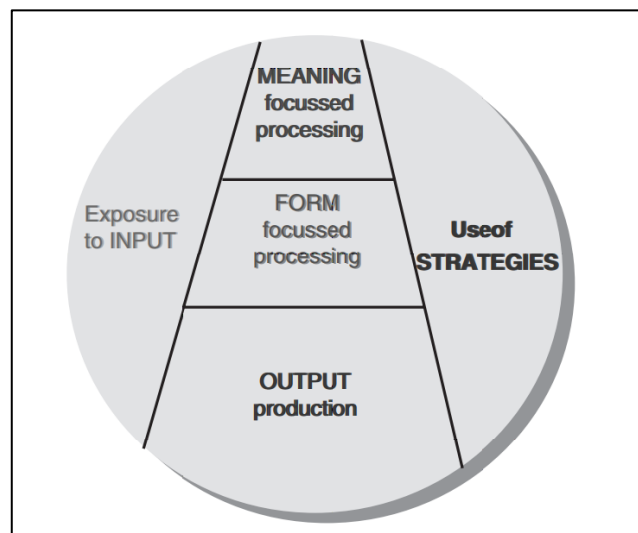 MEANING
focussed
processing
FORM
focussed
processing
Exposure
to INPUT
Useof
STRATEGIES
OUTPUT
production